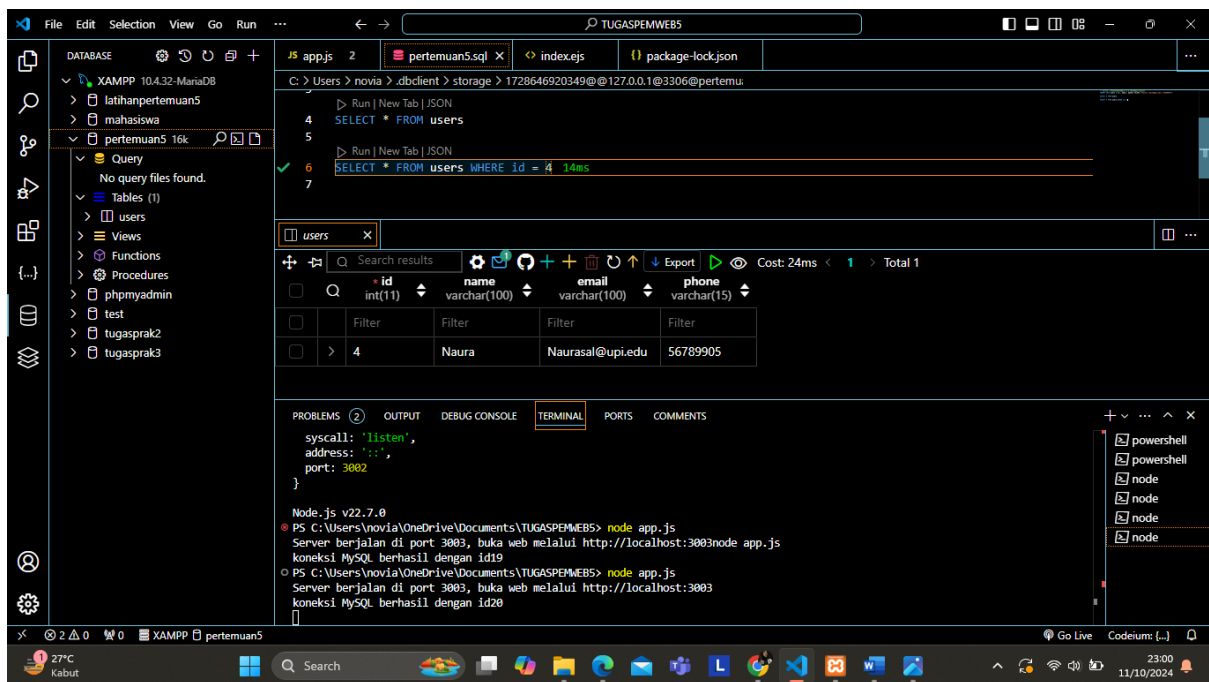 File Edit Selection View Go Run ··· TUGASPEMWEB5
DATABASE
JS app.js 2 pertemuan5.sql <> index.ejs {} package-lock.json
XAMPP 10.4.32-MariaDB
latihanpertemuan5
mahasiswa
pertemuan5 16k
Query
No query files found.
Tables (1)
users
Views
Functions
Procedures
phpmyadmin
test
tugasprak2
tugasprak3
C: > Users > novia > .dbclient > storage > 1728646920349@@127.0.0.1@3306@pertemu
Run | New Tab | JSON
4 SELECT * FROM users
5
Run | New Tab | JSON
6 SELECT * FROM users WHERE id = 4 14ms
7
users
Search results 1 Export Cost: 24ms < 1 > Total 1
* id name email phone
int(11) varchar(100) varchar(100) varchar(15)
Filter Filter Filter Filter
4 Naura Naurasal@upi.edu 56789905
PROBLEMS 2 OUTPUT DEBUG CONSOLE TERMINAL PORTS COMMENTS
syscall: 'listen',
address: '::',
port: 3002
}
Node.js v22.7.0
PS C:\Users\novia\OneDrive\Documents\TUGASPEMWEB5> node app.js
Server berjalan di port 3003, buka web melalui http://localhost:3003node app.js
koneksi MySQL berhasil dengan id19
PS C:\Users\novia\OneDrive\Documents\TUGASPEMWEB5> node app.js
Server berjalan di port 3003, buka web melalui http://localhost:3003
koneksi MySQL berhasil dengan id20
powershell
powershell
node
node
node
node
2 0 0 XAMPP pertemuan5 Go Live Codeium: {...}
1 27°C
Kabut
Search
23:00
11/10/2024